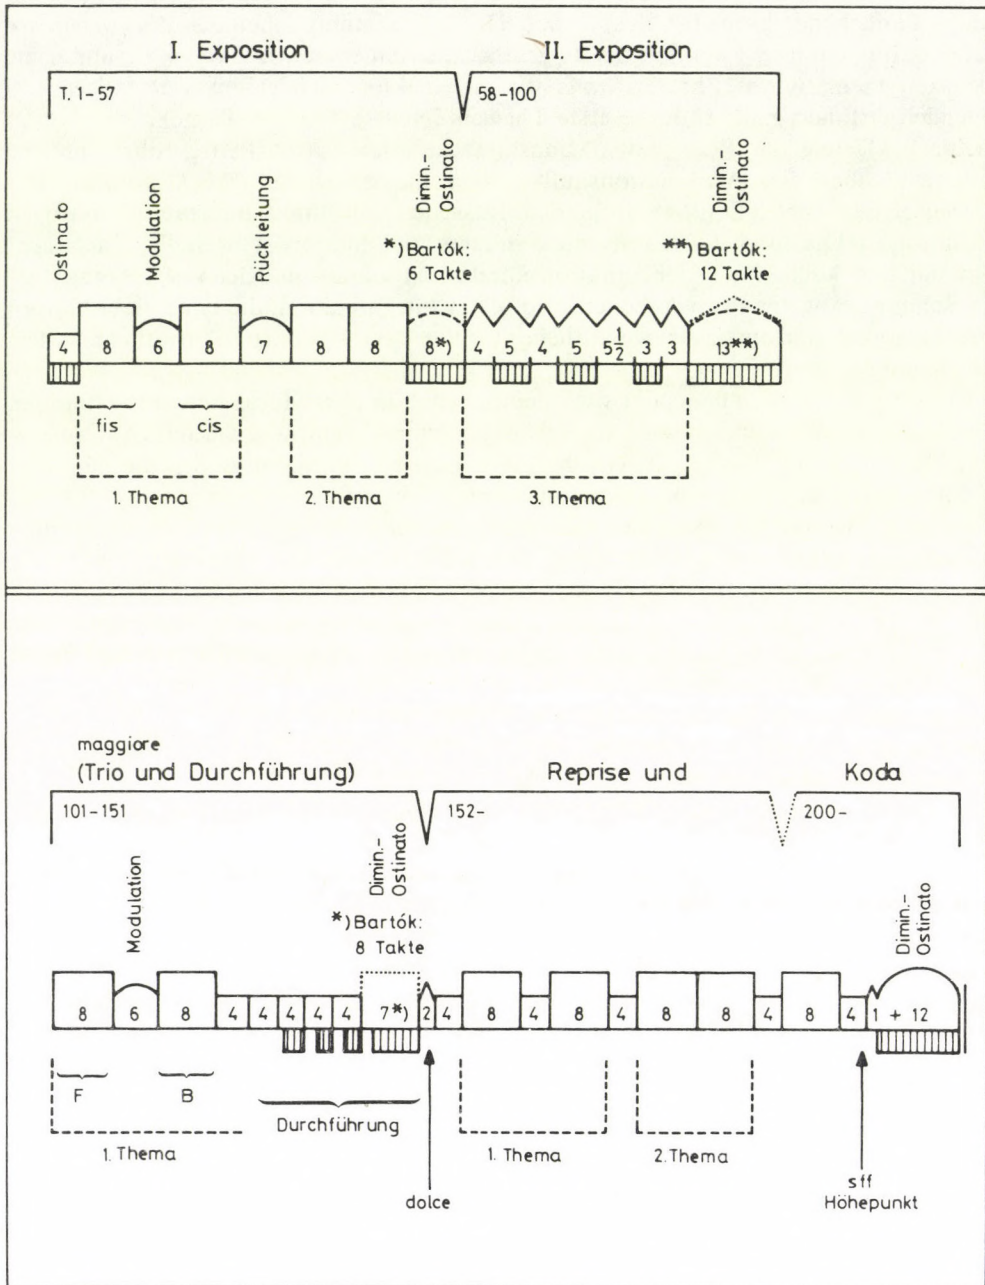 I. Exposition II. Exposition
T. 1-57 58-100
Ostinato
Modulation
Rückleitung
Dimin.-
Ostinato
*) Bartók:
6 Takte
Dimin.-
Ostinato
**) Bartók:
12 Takte
4 8 6 8 7 8 8 8*) 4 5 4 5 5 1/2 3 3 13**)
fis cis
1. Thema 2. Thema 3. Thema
maggiore
(Trio und Durchführung) Reprise und Koda
101-151 152- 200-
Modulation
Dimin.-
Ostinato
*) Bartók:
8 Takte
Dimin.-
Ostinato
8 6 8 4 4 4 4 4 7*) 2 4 8 4 8 4 8 8 4 8 4 1 + 12
F B
Durchführung
1. Thema 1. Thema 2. Thema
dolce
sff
Höhepunkt